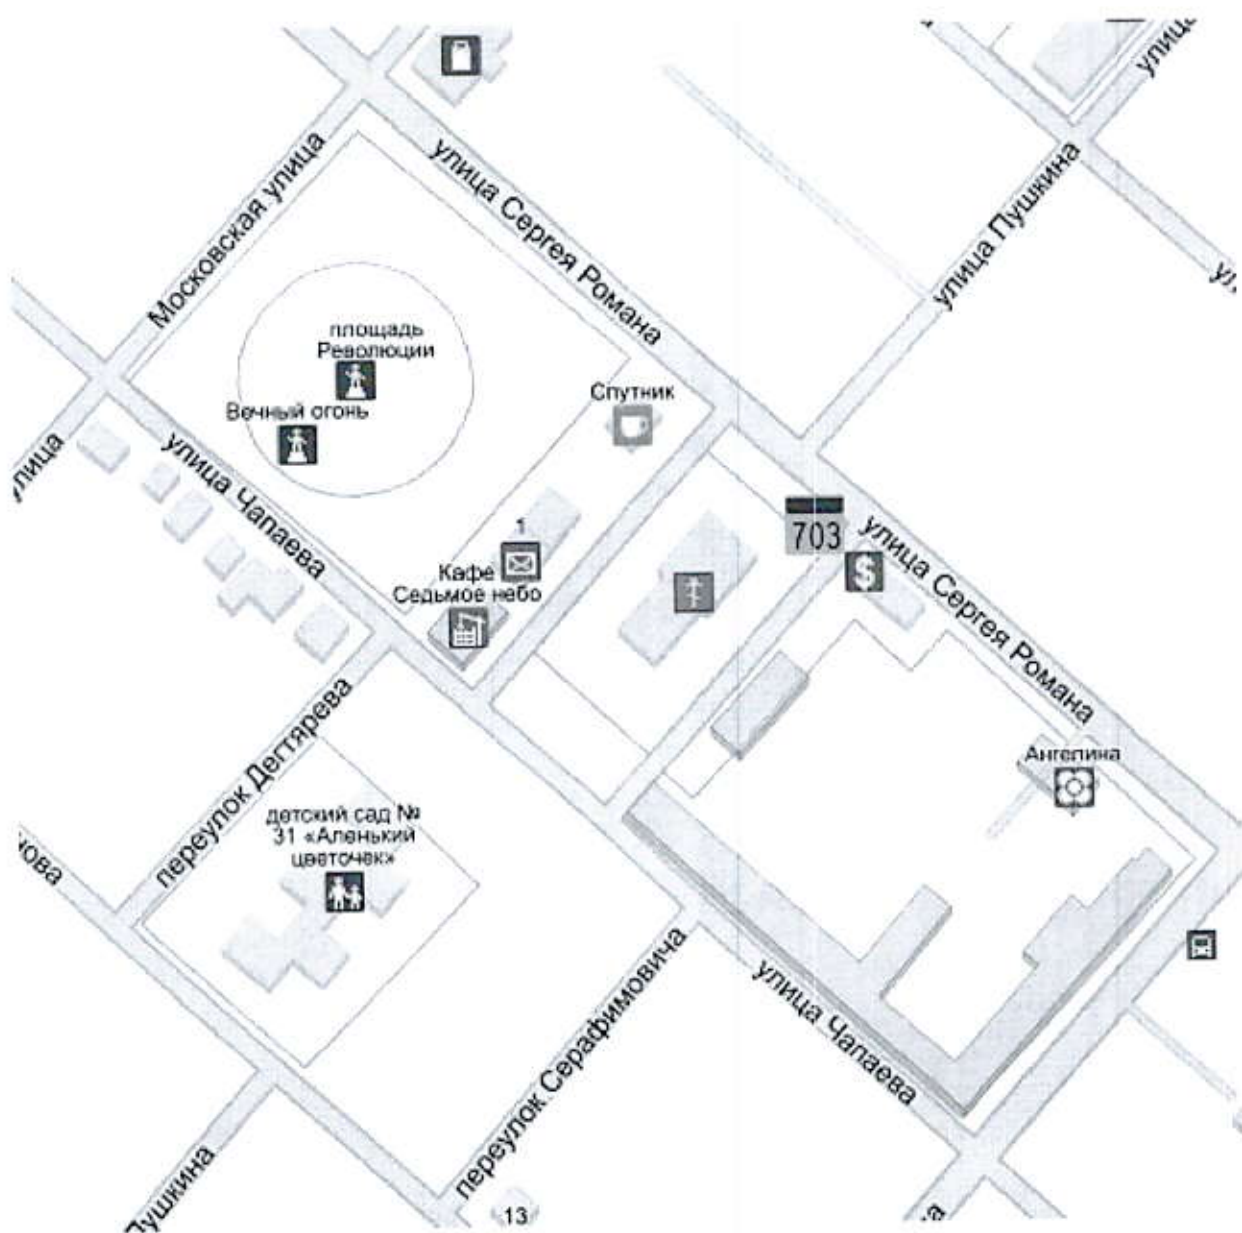 улица
Московская улица
улица Сергея Романа
улица Пушкина
площадь
Революции
Вечный огонь
Спутник
улица Чапаева
1
Кафе
Седьмое небо
703
$
улица Сергея Романа
переулок Дегтярева
Ангелина
детский сад №
31 «Аленький
цветочек»
улица Чапаева
переулок Серафимовича
Пушкина
13